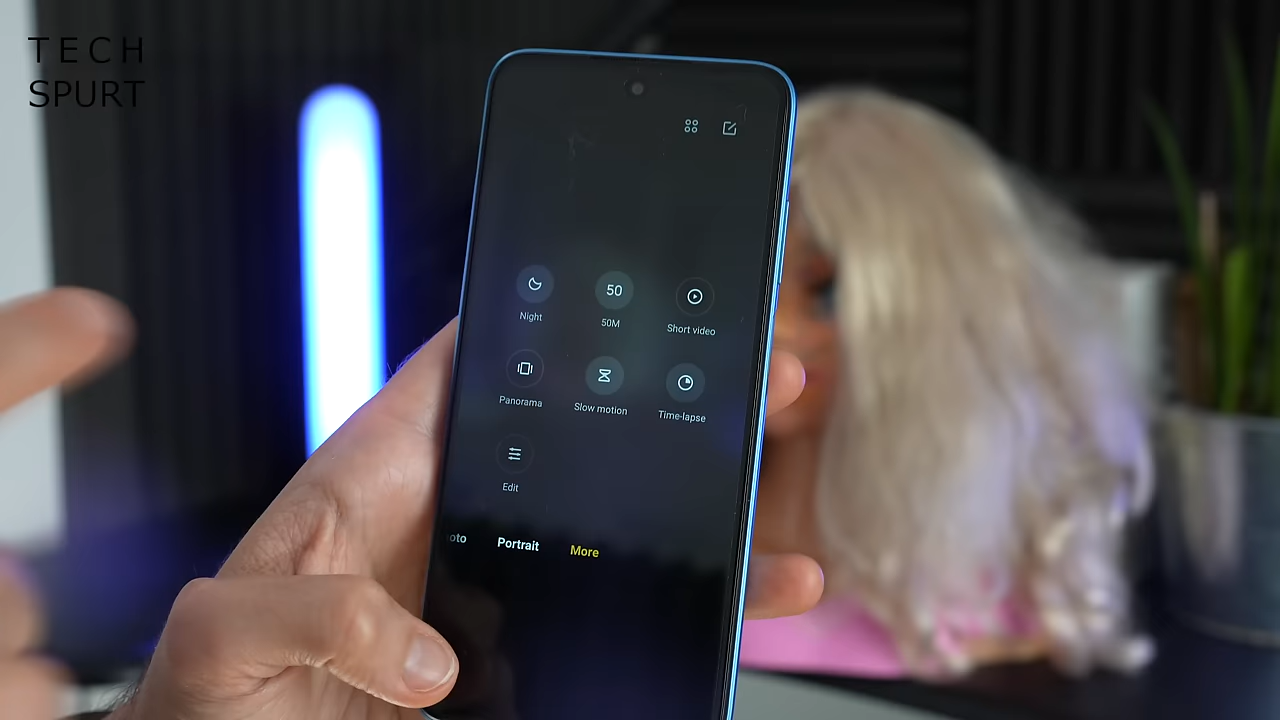 TECH
SPURT
Night
50
50M
Short video
Panorama
Slow motion
Time-lapse
Edit
oto Portrait More